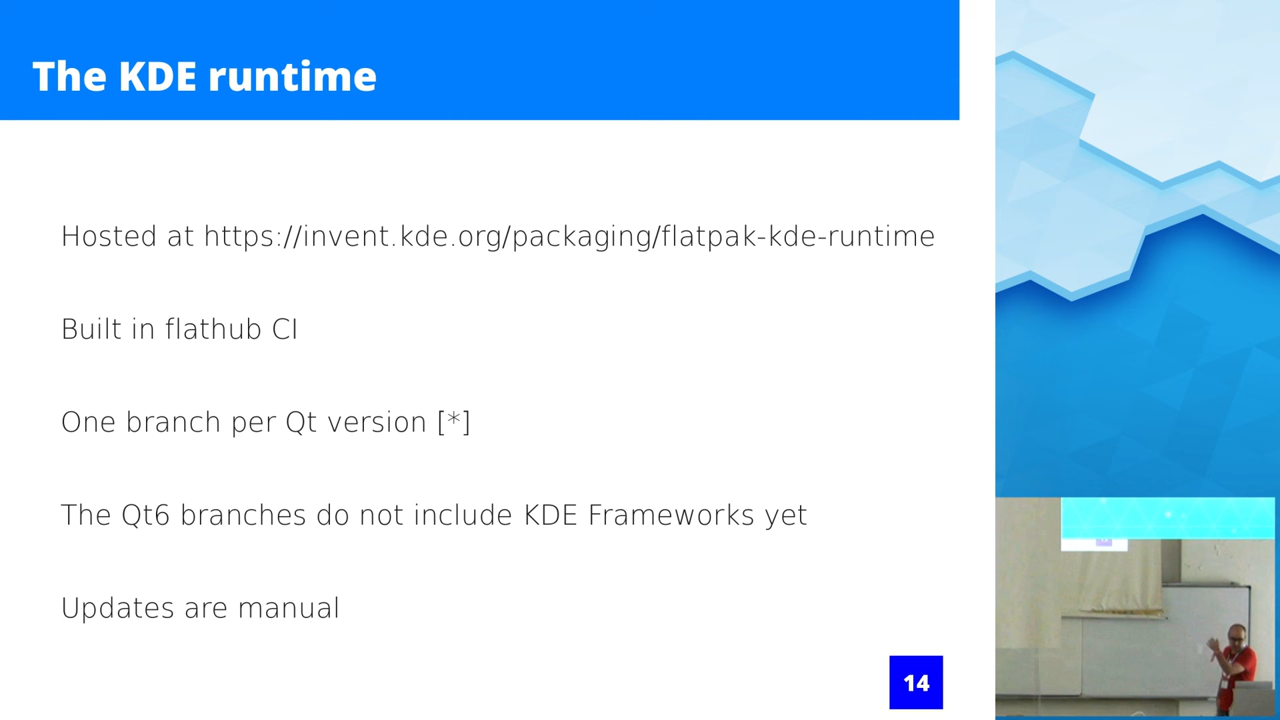 The KDE runtime
Hosted at https://invent.kde.org/packaging/flatpak-kde-runtime
Built in flathub CI
One branch per Qt version [*]
The Qt6 branches do not include KDE Frameworks yet
Updates are manual
14